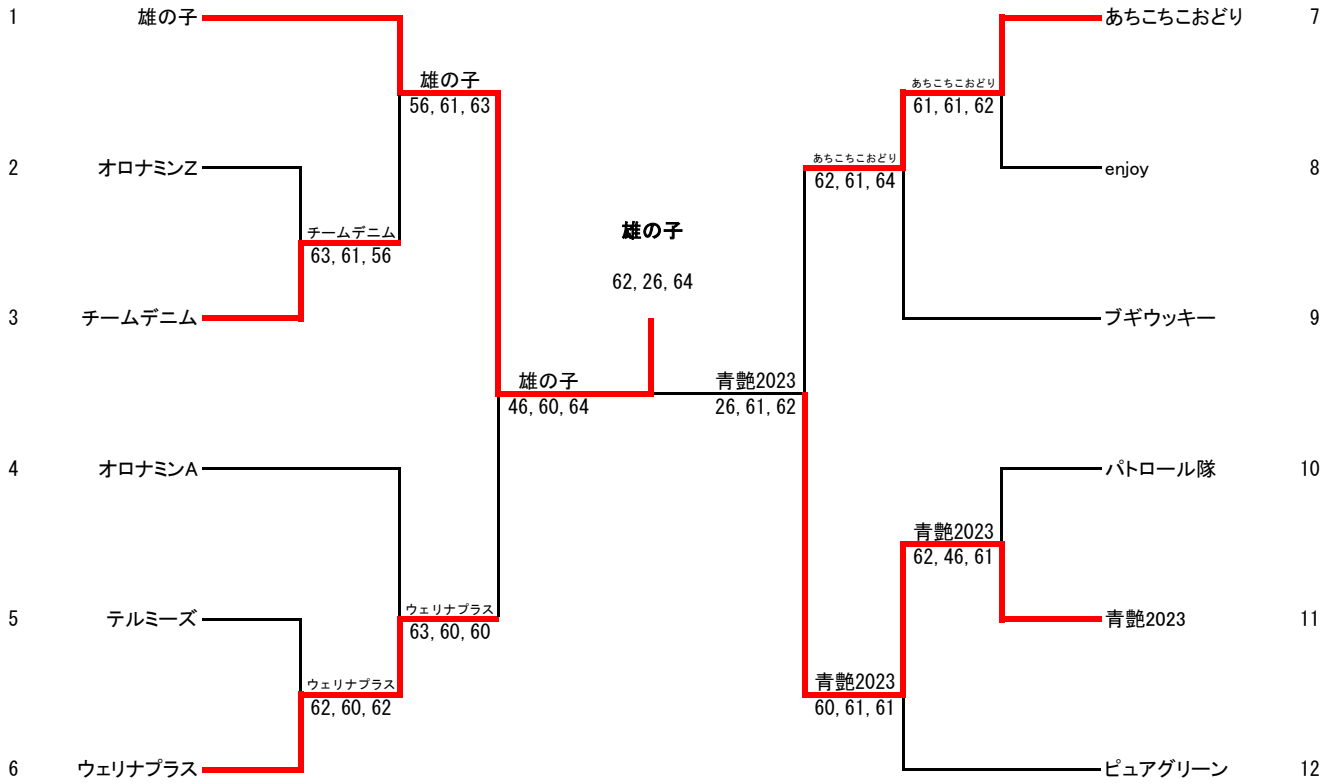 1 雄の子 あちこちこおどり 7
雄の子 あちこちこおどり
56, 61, 63 61, 61, 62
2 オロナミンZ あちこちこおどり enjoy 8
62, 61, 64
チームデニム 雄の子
63, 61, 56
62, 26, 64
3 チームデニム ブギウッキー 9
雄の子 青艶2023
46, 60, 64 26, 61, 62
4 オロナミンA パトロール隊 10
青艶2023
62, 46, 61
ウェリナプラス
5 テルミーズ 63, 60, 60 青艶2023 11
ウェリナプラス 青艶2023
62, 60, 62 60, 61, 61
6 ウェリナプラス ピュアグリーン 12